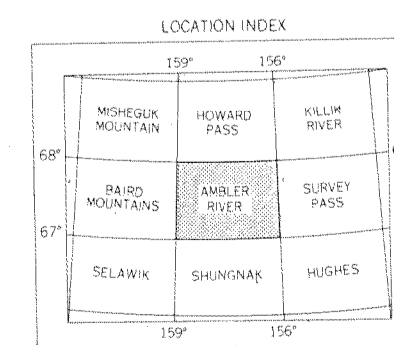 LOCATION INDEX
159° 156°
MISHEGUK MOUNTAIN
HOWARD PASS
KILLIK RIVER
68°
BAIRD MOUNTAINS
AMBLER RIVER
SURVEY PASS
67°
SELAWIK
SHUNGNAK
HUGHES
159° 156°